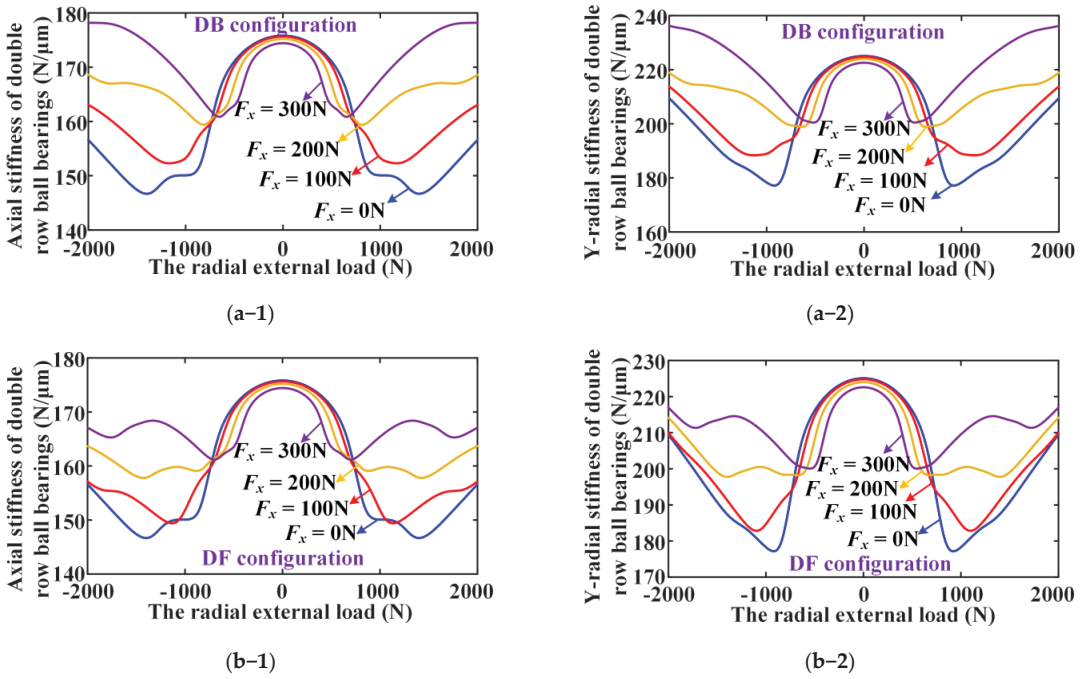 Axial stiffness of double
row ball bearings (N/μm)
180
170
160
150
140
DB configuration
Fx = 300N
Fx = 200N
Fx = 100N
Fx = 0N
-2000 -1000 0 1000 2000
The radial external load (N)
(a−1)
Y-radial stiffness of double
row ball bearings (N/μm)
240
220
200
180
160
DB configuration
Fx = 300N
Fx = 200N
Fx = 100N
Fx = 0N
-2000 -1000 0 1000 2000
The radial external load (N)
(a−2)
Axial stiffness of double
row ball bearings (N/μm)
180
170
160
150
140
Fx = 300N
Fx = 200N
Fx = 100N
Fx = 0N
DF configuration
-2000 -1000 0 1000 2000
The radial external load (N)
(b−1)
Y-radial stiffness of double
row ball bearings (N/μm)
230
220
210
200
190
180
170
Fx = 300N
Fx = 200N
Fx = 100N
Fx = 0N
DF configuration
-2000 -1000 0 1000 2000
The radial external load (N)
(b−2)